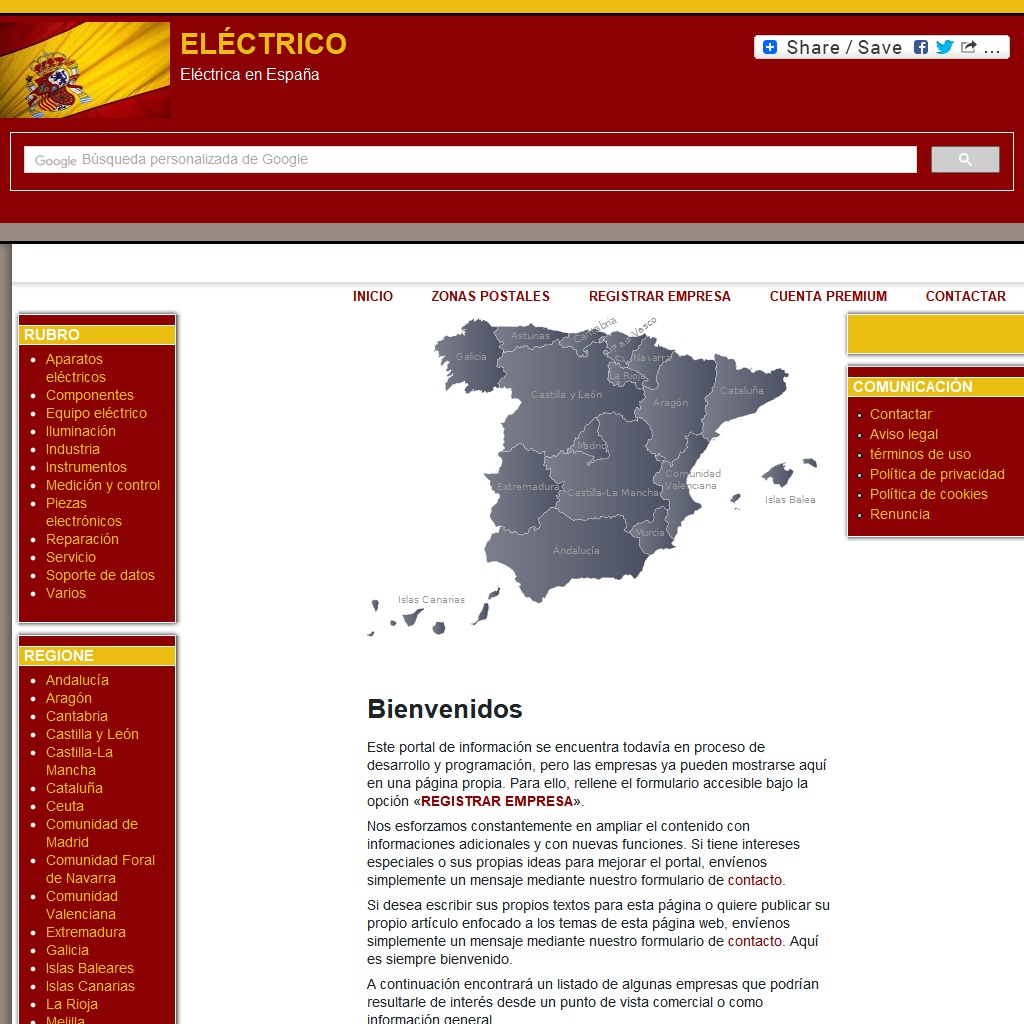 ELÉCTRICO
Eléctrica en España
Share / Save ...
Google Búsqueda personalizada de Google
INICIO ZONAS POSTALES REGISTRAR EMPRESA CUENTA PREMIUM CONTACTAR
RUBRO
Aparatos
eléctricos
Componentes
Equipo eléctrico
Iluminación
Industria
Instrumentos
Medición y control
Piezas
electrónicos
Reparación
Servicio
Soporte de datos
Varios
REGIONE
Andalucía
Aragón
Cantabria
Castilla y León
Castilla-La
Mancha
Cataluña
Ceuta
Comunidad de
Madrid
Comunidad Foral
de Navarra
Comunidad
Valenciana
Extremadura
Galicia
Islas Baleares
Islas Canarias
La Rioja
Melilla
Galicia
Asturias
Cantabria
País Vasco
Navarra
La Rioja
Castilla y León
Aragón
Cataluña
Madrid
Extremadura
Castilla-La Mancha
Comunidad
Valenciana
Islas Balea
Murcia
Andalucía
Islas Canarias
Bienvenidos
Este portal de información se encuentra todavía en proceso de
desarrollo y programación, pero las empresas ya pueden mostrarse aquí
en una página propia. Para ello, rellene el formulario accesible bajo la
opción «REGISTRAR EMPRESA».
Nos esforzamos constantemente en ampliar el contenido con
informaciones adicionales y con nuevas funciones. Si tiene intereses
especiales o sus propias ideas para mejorar el portal, envíenos
simplemente un mensaje mediante nuestro formulario de contacto.
Si desea escribir sus propios textos para esta página o quiere publicar su
propio artículo enfocado a los temas de esta página web, envíenos
simplemente un mensaje mediante nuestro formulario de contacto. Aquí
es siempre bienvenido.
A continuación encontrará un listado de algunas empresas que podrían
resultarle de interés desde un punto de vista comercial o como
información general
COMUNICACIÓN
Contactar
Aviso legal
términos de uso
Política de privacidad
Política de cookies
Renuncia